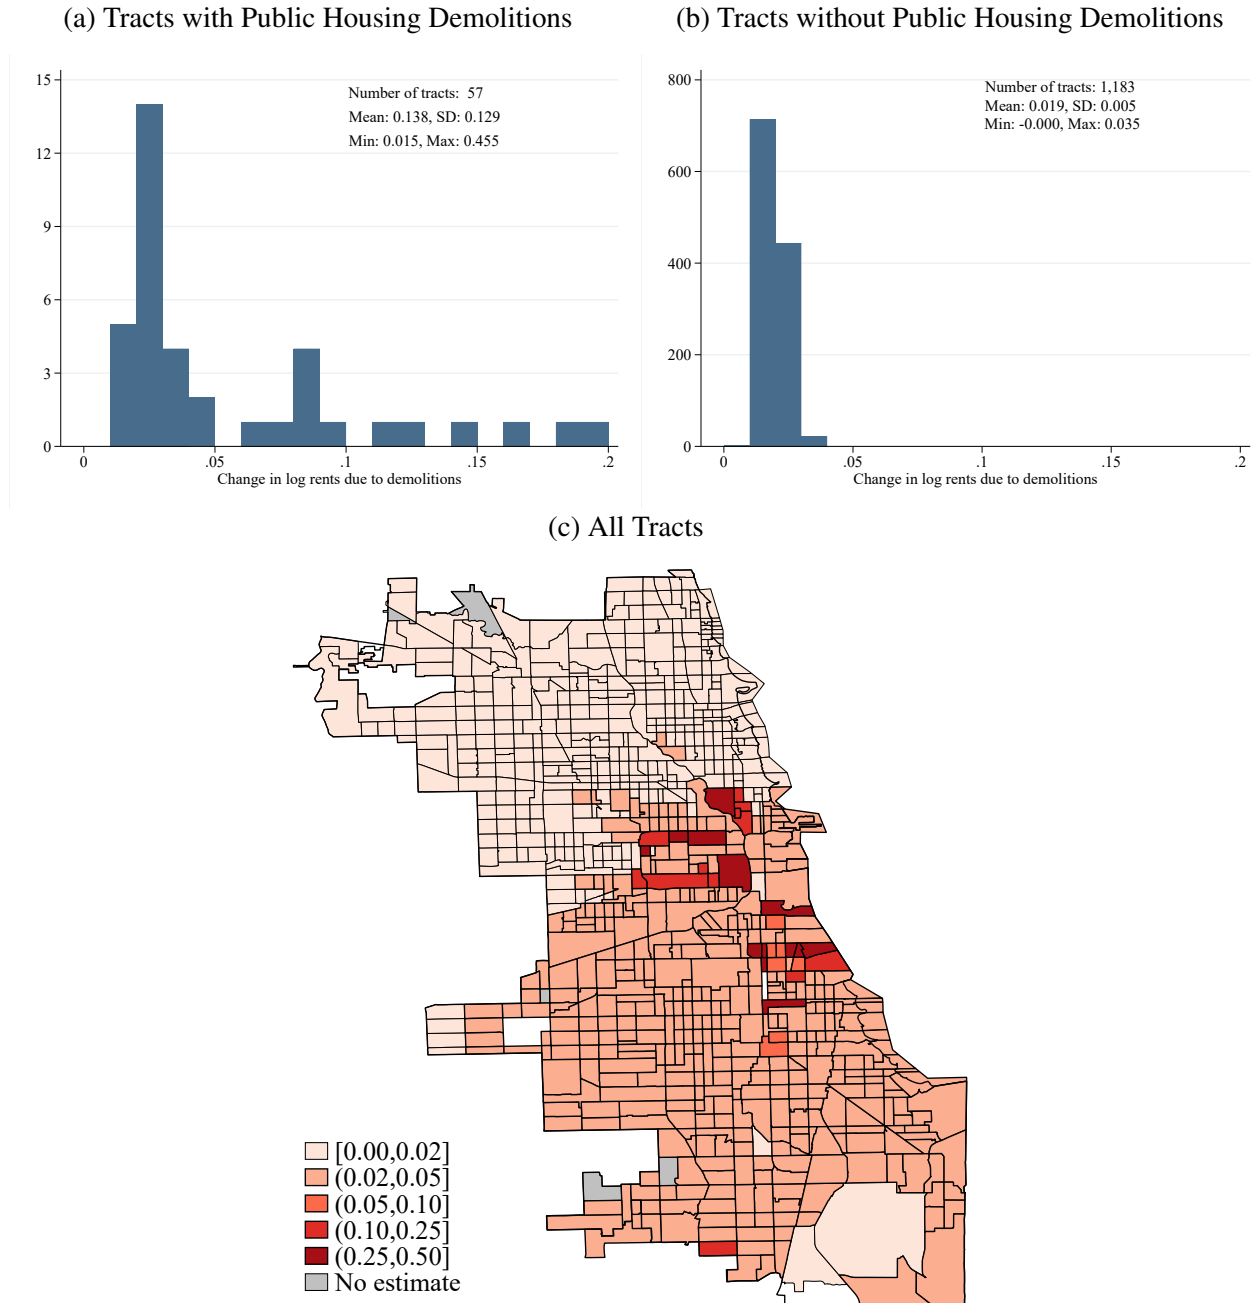 (a) Tracts with Public Housing Demolitions
15
12
9
6
3
0
Number of tracts: 57
Mean: 0.138, SD: 0.129
Min: 0.015, Max: 0.455
0 .05 .1 .15 .2
Change in log rents due to demolitions
(b) Tracts without Public Housing Demolitions
800
600
400
200
0
Number of tracts: 1,183
Mean: 0.019, SD: 0.005
Min: -0.000, Max: 0.035
0 .05 .1 .15 .2
Change in log rents due to demolitions
(c) All Tracts
[0.00,0.02]
(0.02,0.05]
(0.05,0.10]
(0.10,0.25]
(0.25,0.50]
No estimate